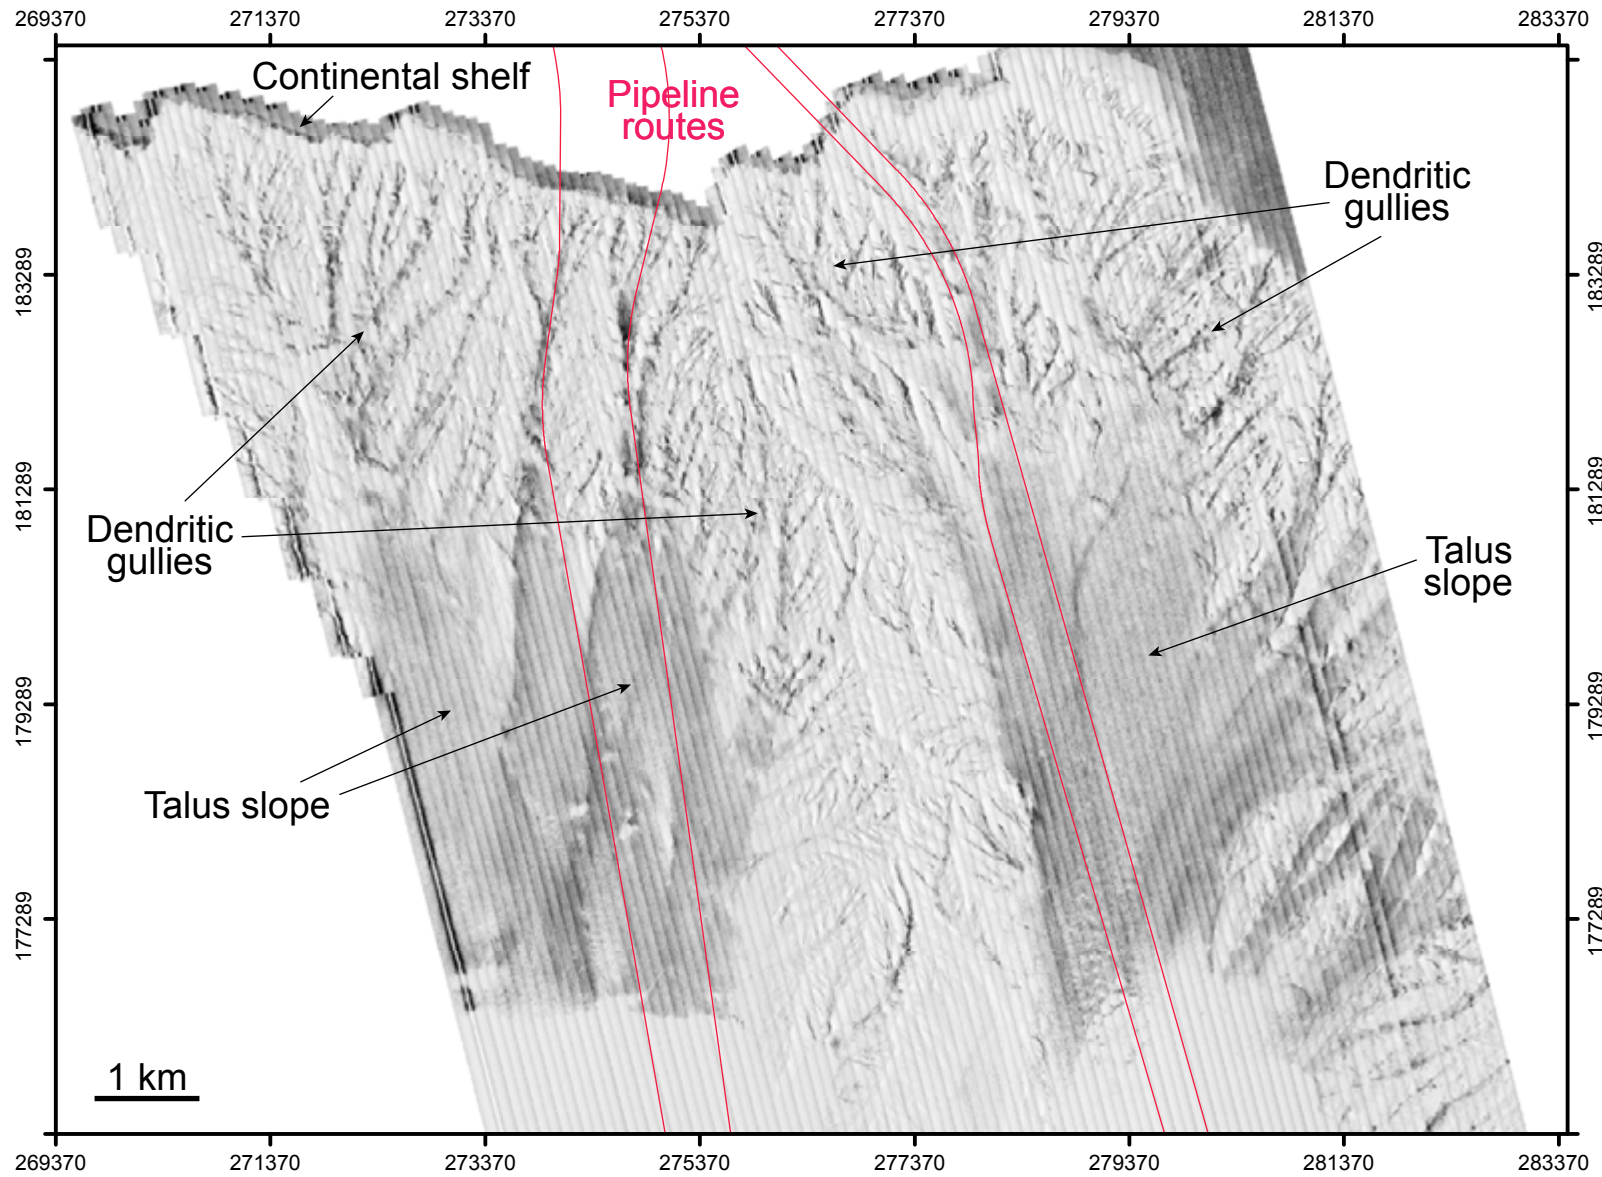 269370 271370 273370 275370 277370 279370 281370 283370
Continental shelf
Pipeline
routes
Dendritic
gullies
183289
183289
181289
181289
Dendritic
gullies
Talus
slope
179289
179289
Talus slope
177289
177289
1 km
269370 271370 273370 275370 277370 279370 281370 283370